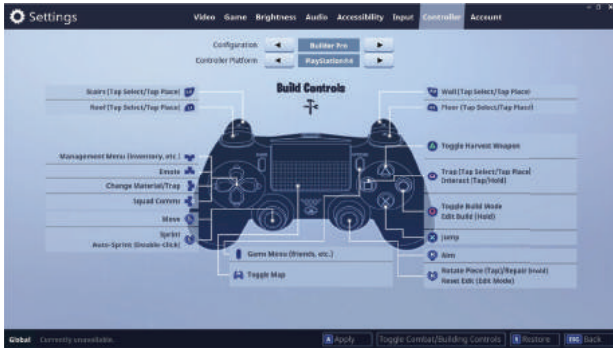 Settings
Video Game Brightness Audio Accessibility Input Controller Account
Configuration Builder Pro
Controller Platform PlayStation®4
Build Controls
Stairs (Tap Select/Tap Place)
Roof (Tap Select/Tap Place)
Management Menu (Inventory, etc.)
Emote
Change Material/Trap
Squad Comms
Move
Sprint
Auto-Sprint (Double-Click)
Wall (Tap Select/Tap Place)
Floor (Tap Select/Tap Place)
Toggle Harvest Weapon
Trap (Tap Select/Tap Place)
Interact (Tap/Hold)
Toggle Build Mode
Edit Build (Hold)
Jump
Aim
Rotate Piece (Tap)/Repair (Hold)
Reset Edit (Edit Mode)
Game Menu (friends, etc.)
Toggle Map
Global Currently unavailable.
A Apply Toggle Combat/Building Controls Restore ESC Back